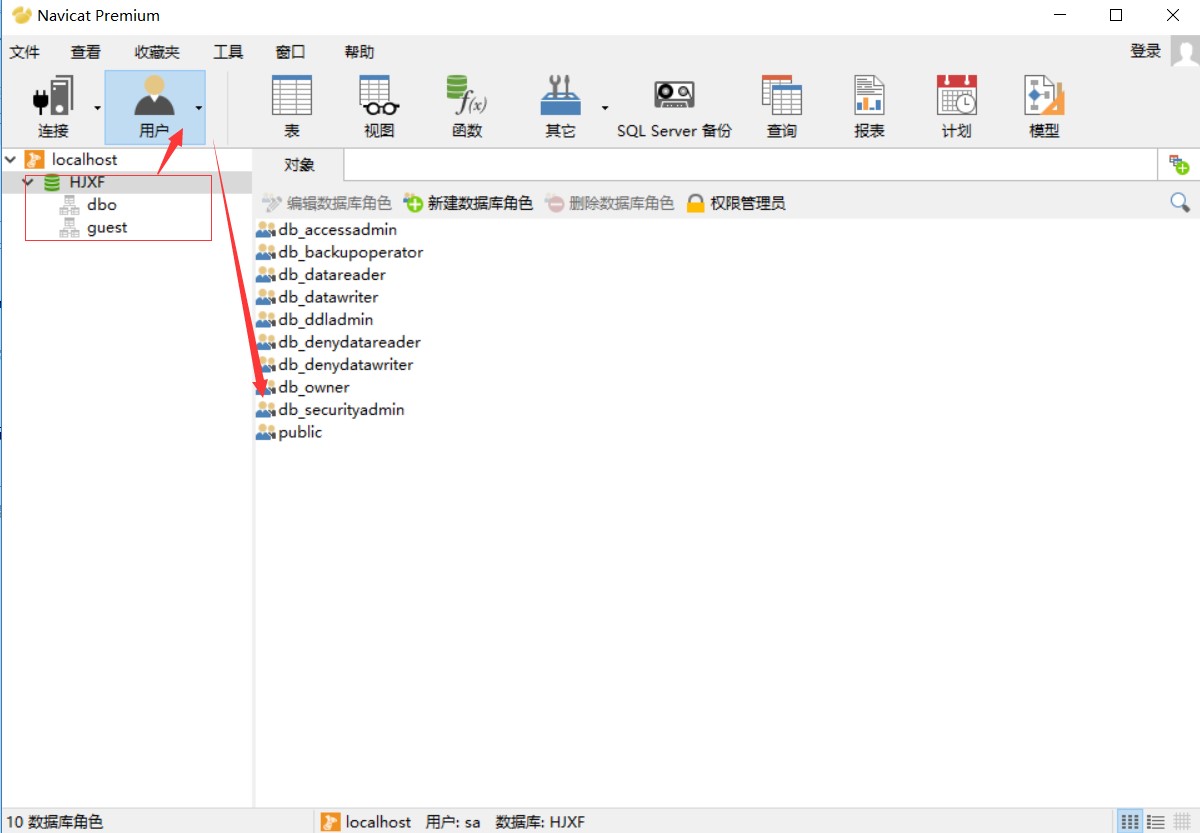 Navicat Premium
文件 查看 收藏夹 工具 窗口 帮助 登录
连接 用户 表 视图 函数 其它 SQL Server 备份 查询 报表 计划 模型
f(x)
localhost
HJXF
dbo
guest
对象
编辑数据库角色 新建数据库角色 删除数据库角色 权限管理员
db_accessadmin
db_backupoperator
db_datareader
db_datawriter
db_ddladmin
db_denydatareader
db_denydatawriter
db_owner
db_securityadmin
public
10 数据库角色 localhost 用户: sa 数据库: HJXF